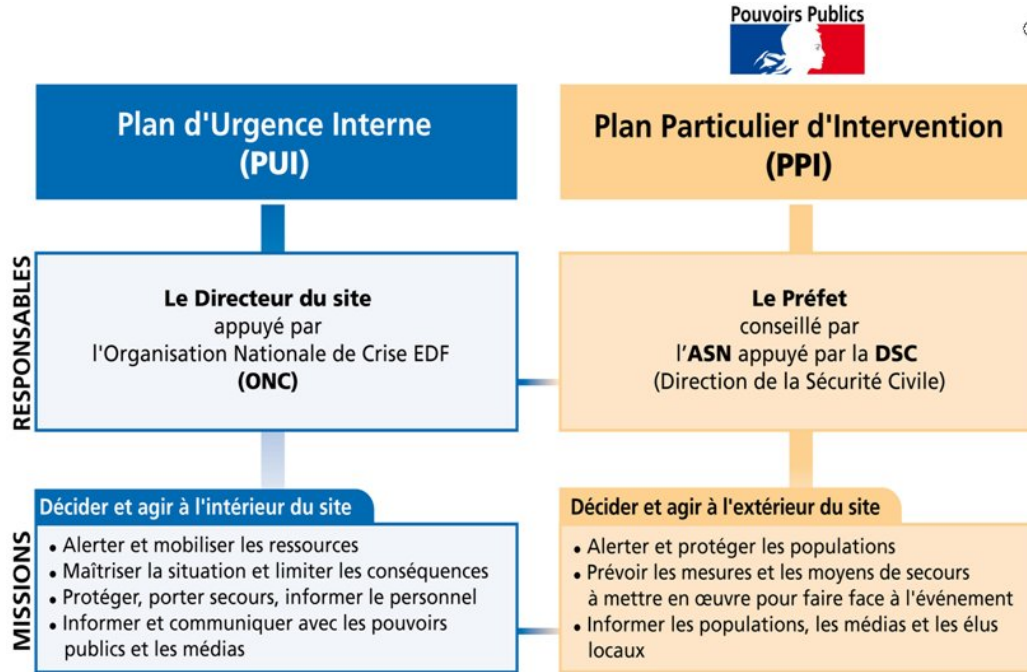 Pouvoirs Publics
Plan d'Urgence Interne
(PUI)
Plan Particulier d'Intervention
(PPI)
RESPONSABLES
Le Directeur du site
appuyé par
l'Organisation Nationale de Crise EDF
(ONC)
Le Préfet
conseillé par
l'ASN appuyé par la DSC
(Direction de la Sécurité Civile)
MISSIONS
Décider et agir à l'intérieur du site
• Alerter et mobiliser les ressources
• Maîtriser la situation et limiter les conséquences
• Protéger, porter secours, informer le personnel
• Informer et communiquer avec les pouvoirs
publics et les médias
Décider et agir à l'extérieur du site
• Alerter et protéger les populations
• Prévoir les mesures et les moyens de secours
à mettre en œuvre pour faire face à l'événement
• Informer les populations, les médias et les élus
locaux